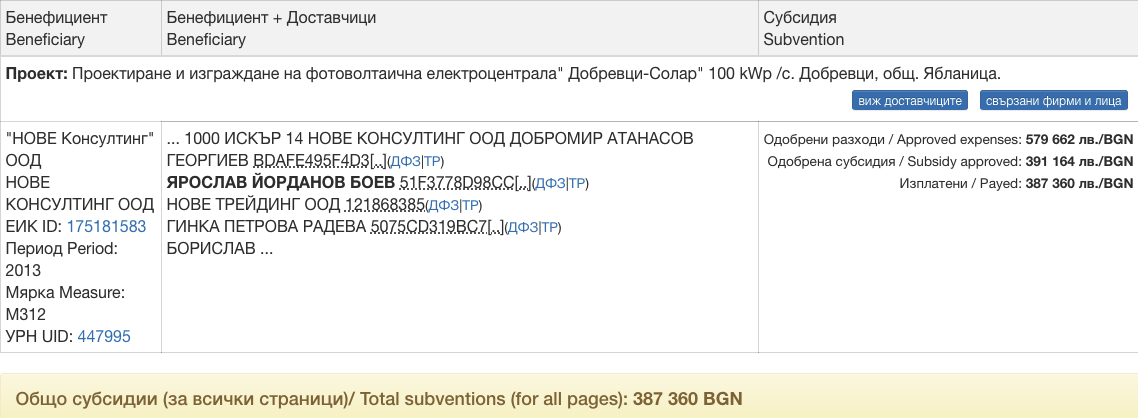 Бенефициент
Beneficiary
Бенефициент + Доставчици
Beneficiary
Субсидия
Subvention
Проект: Проектиране и изграждане на фотоволтаична електроцентрала" Добревци-Солар" 100 kWp /с. Добревци, общ. Ябланица.
виж доставчиците
свързани фирми и лица
"НОВЕ Консултинг"
ООД
НОВЕ
КОНСУЛТИНГ ООД
ЕИК ID: 175181583
Период Period:
2013
Мярка Measure:
М312
УРН UID: 447995
... 1000 ИСКЪР 14 НОВЕ КОНСУЛТИНГ ООД ДОБРОМИР АТАНАСОВ
ГЕОРГИЕВ BDAFE495F4D3[..](ДФЗ|ТР)
ЯРОСЛАВ ЙОРДАНОВ БОЕВ 51F3778D98CC[..](ДФЗ|ТР)
НОВЕ ТРЕЙДИНГ ООД 121868385(ДФЗ|ТР)
ГИНКА ПЕТРОВА РАДЕВА 5075CD319BC7[..](ДФЗ|ТР)
БОРИСЛАВ ...
Одобрени разходи / Approved expenses: 579 662 лв./BGN
Одобрена субсидия / Subsidy approved: 391 164 лв./BGN
Изплатени / Payed: 387 360 лв./BGN
Общо субсидии (за всички страници)/ Total subventions (for all pages): 387 360 BGN